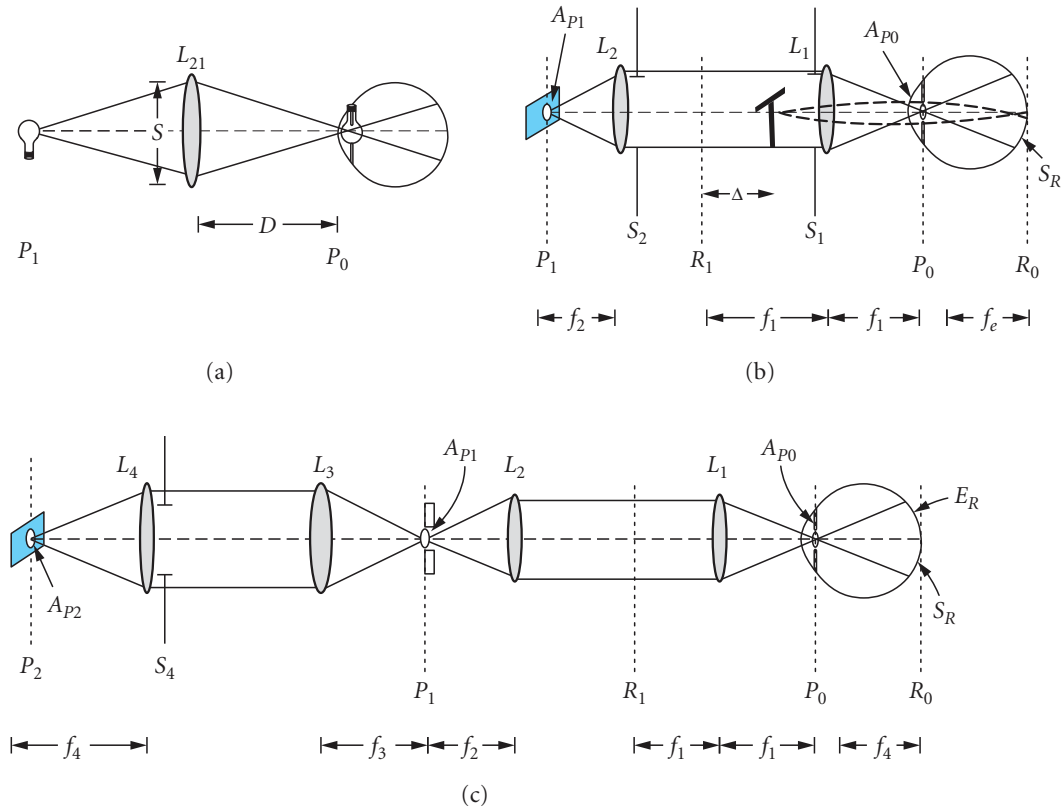 L21
S
D
P1
P0
(a)
AP1
L2
L1
AP0
SR
Δ
S2
S1
P1
R1
P0
R0
f2
f1
f1
fe
(b)
L4
L3
AP1
L2
L1
AP0
ER
AP2
SR
P2
S4
P1
R1
P0
R0
f4
f3
f2
f1
f1
f4
(c)